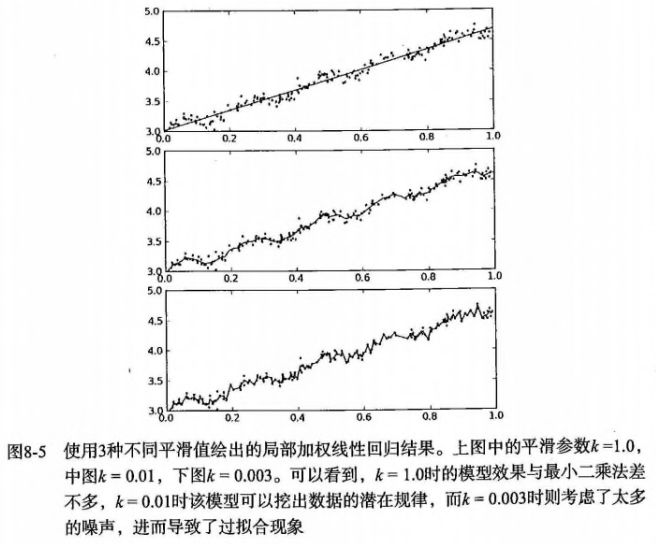 5.0
4.5
4.0
3.5
3.0
0.0 0.2 0.4 0.6 0.8 1.0
5.0
4.5
4.0
3.5
3.0
0.0 0.2 0.4 0.6 0.8 1.0
5.0
4.5
4.0
3.5
3.0
0.0 0.2 0.4 0.6 0.8 1.0
图8-5 使用3种不同平滑值绘出的局部加权线性回归结果。上图中的平滑参数k=1.0,
中图k = 0.01，下图k = 0.003。可以看到，k = 1.0时的模型效果与最小二乘法差
不多，k = 0.01时该模型可以挖出数据的潜在规律，而k = 0.003时则考虑了太多
的噪声，进而导致了过拟合现象